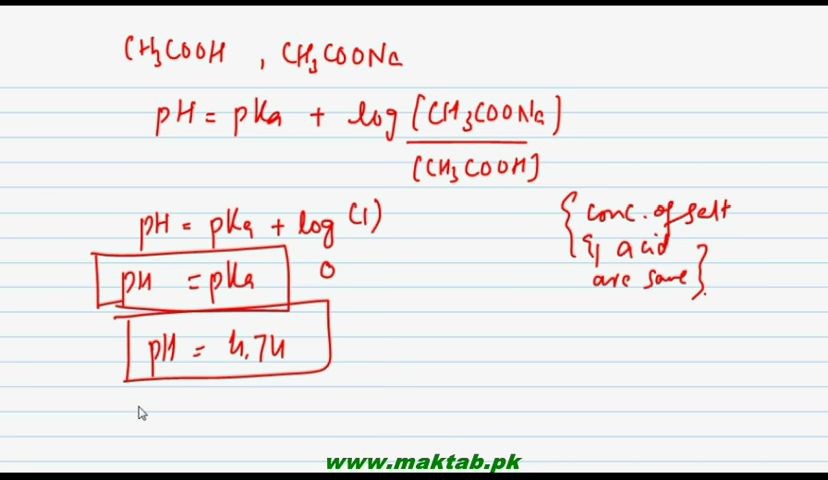 CH3COOH , CH3COONa
pH = pKa + log [CH3COONa]
[CH3COOH]
pH = pKa + log (1)
{ conc. of salt
& acid
are same }.
pH = pKa
0
pH = 4.74
www.maktab.pk